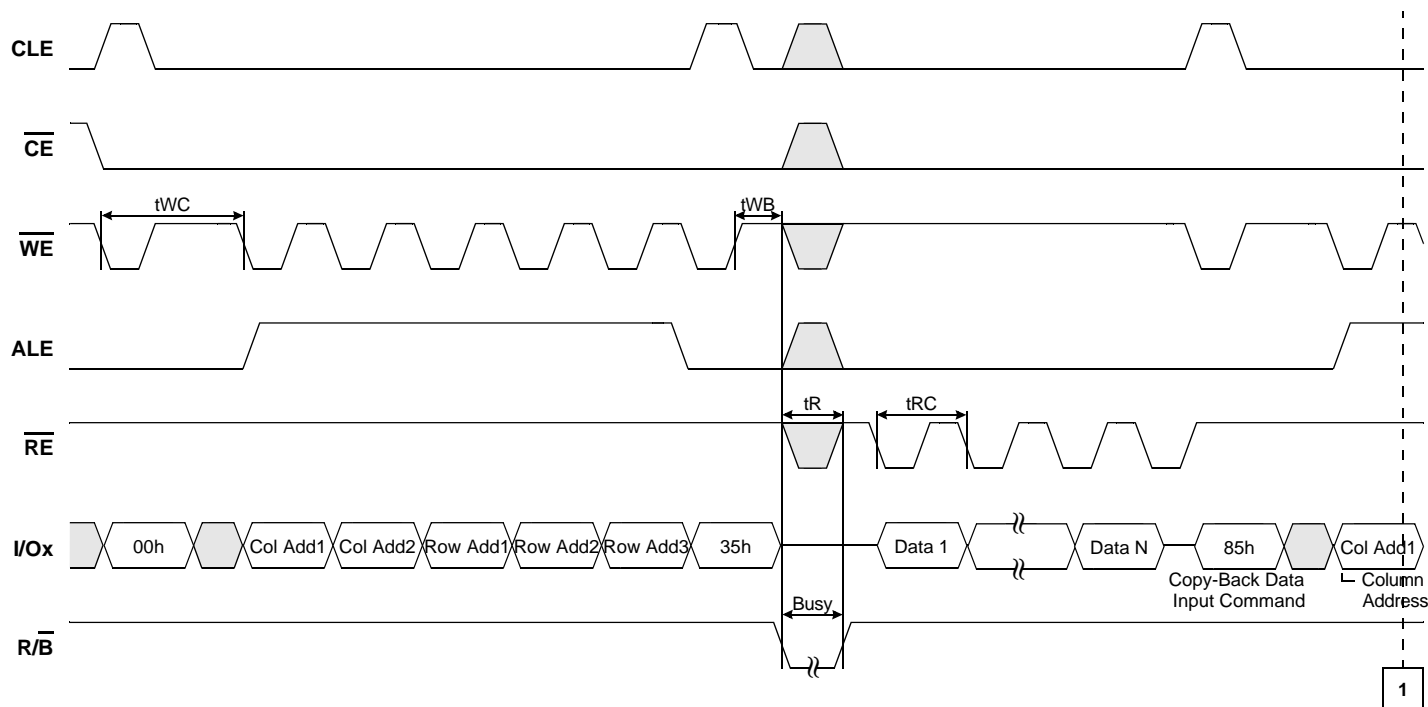 CLE
CE
tWC
tWB
WE
ALE
tR
tRC
RE
I/Ox
00h
Col Add1
Col Add2
Row Add1
Row Add2
Row Add3
35h
Data 1
Data N
85h
Col Add1
Copy-Back Data
Input Command
Column
Address
Busy
R/B
1